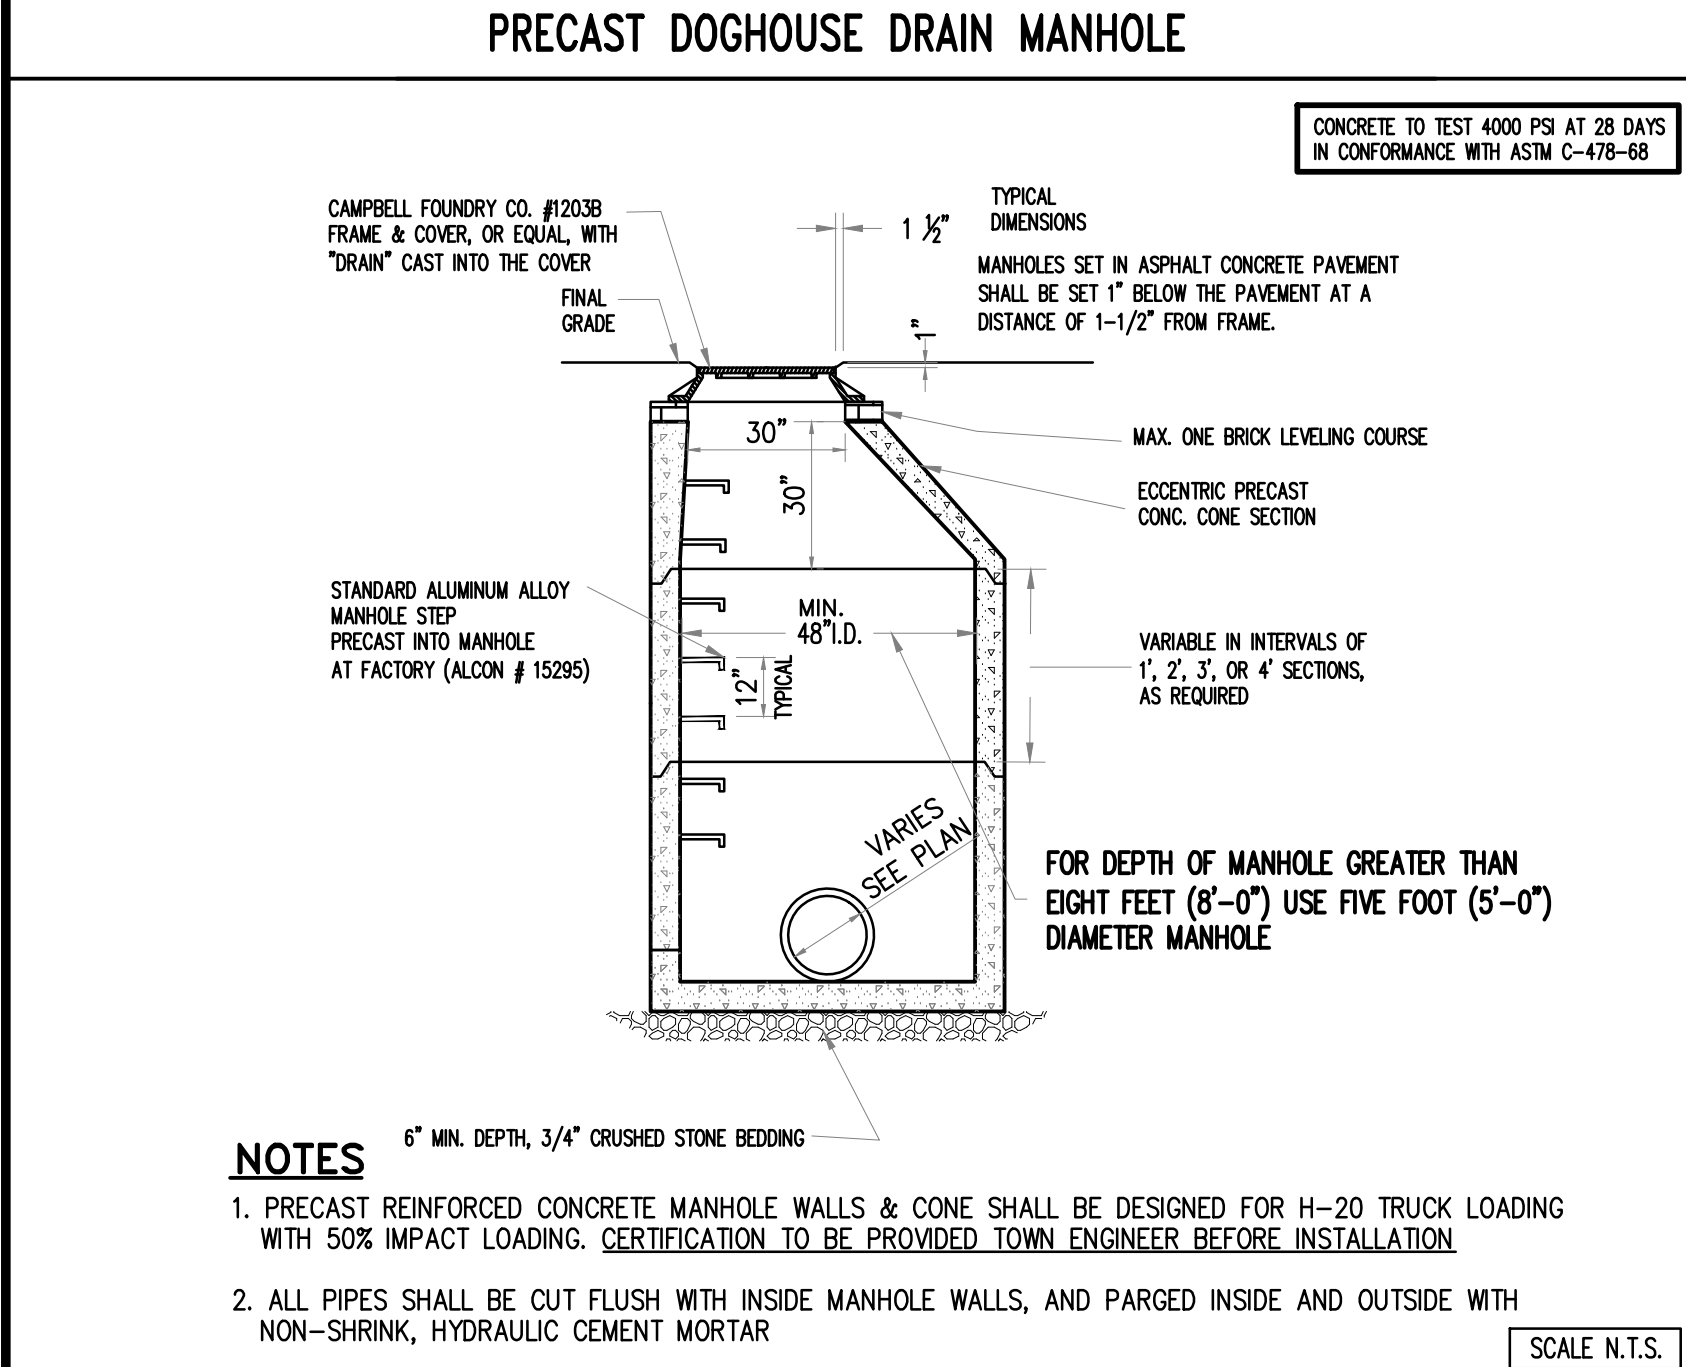 PRECAST DOGHOUSE DRAIN MANHOLE
CONCRETE TO TEST 4000 PSI AT 28 DAYS
IN CONFORMANCE WITH ASTM C-478-68
CAMPBELL FOUNDRY CO. #1203B
FRAME & COVER, OR EQUAL, WITH
"DRAIN" CAST INTO THE COVER
FINAL
GRADE
1 ½"
TYPICAL
DIMENSIONS
MANHOLES SET IN ASPHALT CONCRETE PAVEMENT
SHALL BE SET 1" BELOW THE PAVEMENT AT A
DISTANCE OF 1-1/2" FROM FRAME.
1"
30"
30"
MAX. ONE BRICK LEVELING COURSE
ECCENTRIC PRECAST
CONC. CONE SECTION
STANDARD ALUMINUM ALLOY
MANHOLE STEP
PRECAST INTO MANHOLE
AT FACTORY (ALCON # 15295)
MIN.
48"I.D.
12"
TYPICAL
VARIABLE IN INTERVALS OF
1', 2', 3', OR 4' SECTIONS,
AS REQUIRED
VARIES
SEE PLAN
FOR DEPTH OF MANHOLE GREATER THAN
EIGHT FEET (8'-0") USE FIVE FOOT (5'-0")
DIAMETER MANHOLE
6" MIN. DEPTH, 3/4" CRUSHED STONE BEDDING
NOTES
1. PRECAST REINFORCED CONCRETE MANHOLE WALLS & CONE SHALL BE DESIGNED FOR H-20 TRUCK LOADING
WITH 50% IMPACT LOADING. CERTIFICATION TO BE PROVIDED TOWN ENGINEER BEFORE INSTALLATION
2. ALL PIPES SHALL BE CUT FLUSH WITH INSIDE MANHOLE WALLS, AND PARGED INSIDE AND OUTSIDE WITH
NON-SHRINK, HYDRAULIC CEMENT MORTAR
SCALE N.T.S.